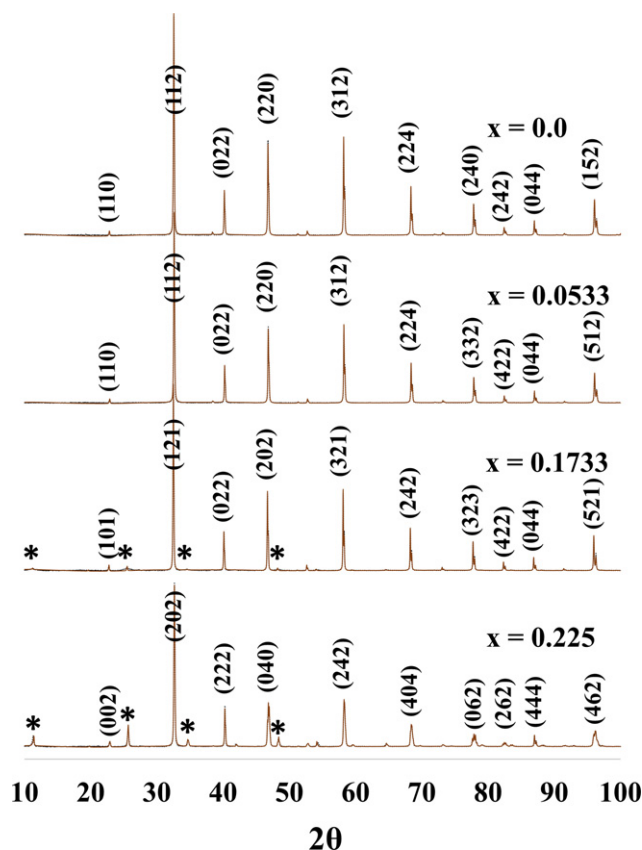 (110) (112) (022) (220) (312) (224) (240) (242) (044) (152)
x = 0.0
(110) (112) (022) (220) (312) (224) (332) (422) (044) (512)
x = 0.0533
* (101) * (121) * (022) (202) * (321) (242) (323) (422) (044) (521)
x = 0.1733
* (002) * (202) * (222) (040) * (242) (404) (062) (262) (444) (462)
x = 0.225
10 20 30 40 50 60 70 80 90 100
2θ